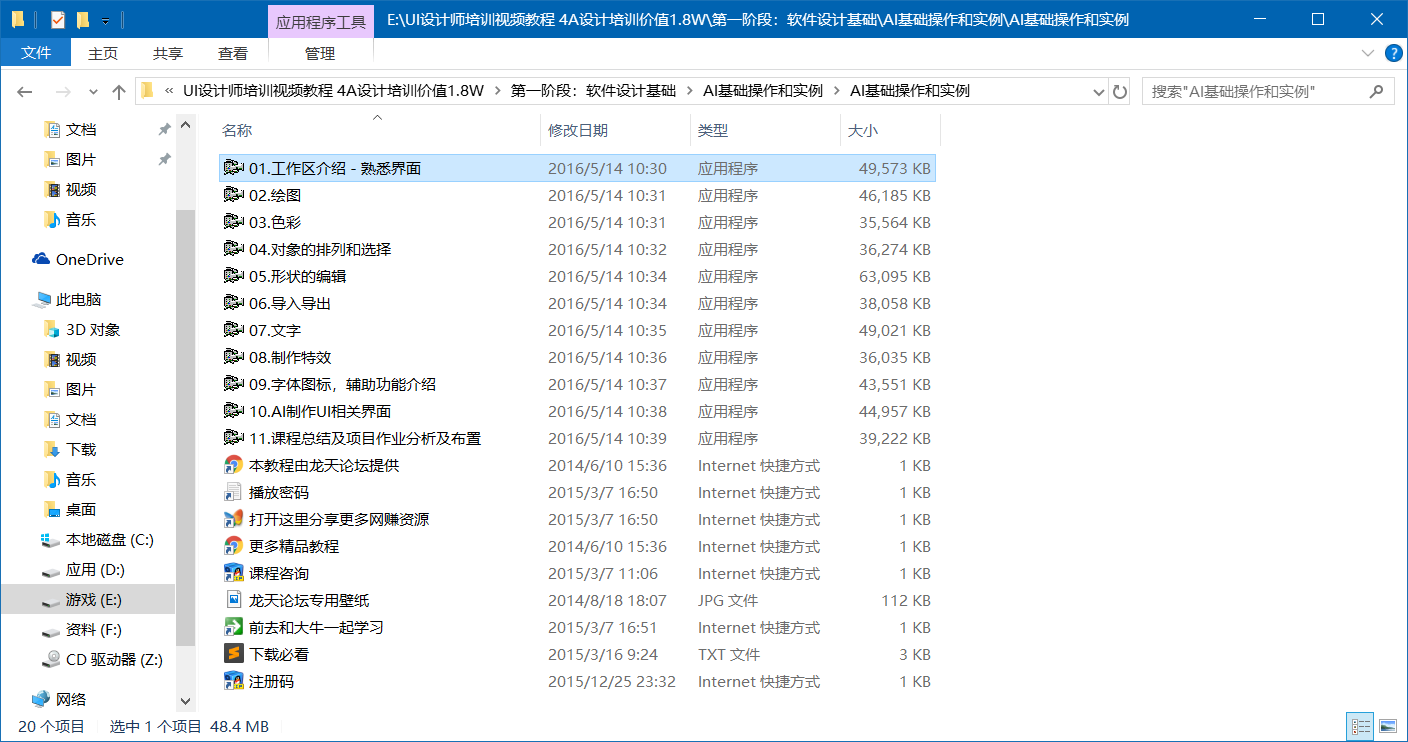 应用程序工具 E:\UI设计师培训视频教程 4A设计培训价值1.8W\第一阶段：软件设计基础\AI基础操作和实例\AI基础操作和实例
文件 主页 共享 查看 管理 ?
« UI设计师培训视频教程 4A设计培训价值1.8W > 第一阶段：软件设计基础 > AI基础操作和实例 > AI基础操作和实例 搜索"AI基础操作和实例"
文档
图片
视频
音乐
OneDrive
此电脑
3D 对象
视频
图片
文档
下载
音乐
桌面
本地磁盘 (C:)
应用 (D:)
游戏 (E:)
资料 (F:)
CD 驱动器 (Z:)
网络
名称 修改日期 类型 大小
01.工作区介绍 - 熟悉界面 2016/5/14 10:30 应用程序 49,573 KB
02.绘图 2016/5/14 10:31 应用程序 46,185 KB
03.色彩 2016/5/14 10:31 应用程序 35,564 KB
04.对象的排列和选择 2016/5/14 10:32 应用程序 36,274 KB
05.形状的编辑 2016/5/14 10:34 应用程序 63,095 KB
06.导入导出 2016/5/14 10:34 应用程序 38,058 KB
07.文字 2016/5/14 10:35 应用程序 49,021 KB
08.制作特效 2016/5/14 10:36 应用程序 36,035 KB
09.字体图标，辅助功能介绍 2016/5/14 10:37 应用程序 43,551 KB
10.AI制作UI相关界面 2016/5/14 10:38 应用程序 44,957 KB
11.课程总结及项目作业分析及布置 2016/5/14 10:39 应用程序 39,222 KB
本教程由龙天论坛提供 2014/6/10 15:36 Internet 快捷方式 1 KB
播放密码 2015/3/7 16:50 Internet 快捷方式 1 KB
打开这里分享更多网赚资源 2015/3/7 16:50 Internet 快捷方式 1 KB
更多精品教程 2014/6/10 15:36 Internet 快捷方式 1 KB
课程咨询 2015/3/7 11:06 Internet 快捷方式 1 KB
龙天论坛专用壁纸 2014/8/18 18:07 JPG 文件 112 KB
前去和大牛一起学习 2015/3/7 16:51 Internet 快捷方式 1 KB
下载必看 2015/3/16 9:24 TXT 文件 3 KB
注册码 2015/12/25 23:32 Internet 快捷方式 1 KB
20 个项目 选中 1 个项目 48.4 MB